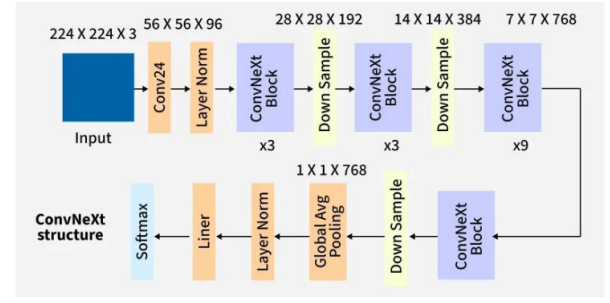 224 X 224 X 3
56 X 56 X 96
28 X 28 X 192
14 X 14 X 384
7 X 7 X 768
Input
Conv24
Layer Norm
ConvNeXt
Block
x3
Down Sample
ConvNeXt
Block
x3
Down Sample
ConvNeXt
Block
x9
ConvNeXt
Block
Down Sample
1 X 1 X 768
Global Avg
Pooling
Layer Norm
Liner
Softmax
ConvNeXt
structure